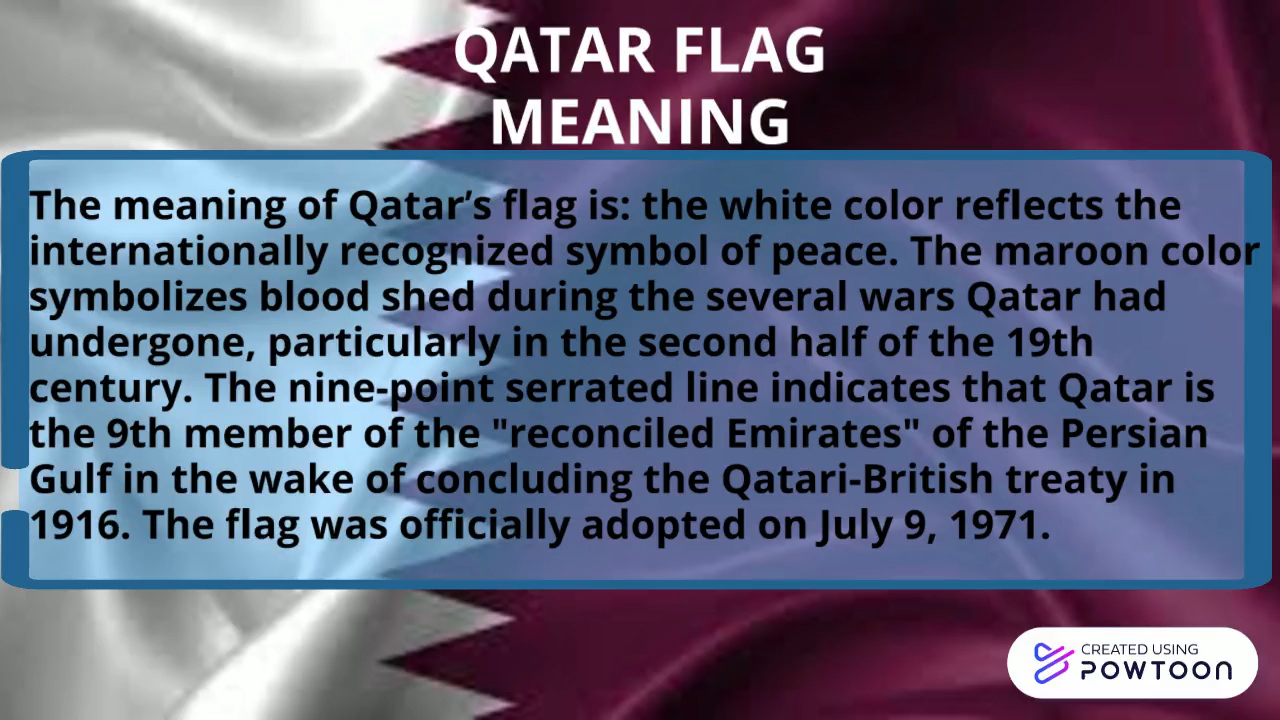 QATAR FLAG
MEANING
The meaning of Qatar’s flag is: the white color reflects the
internationally recognized symbol of peace. The maroon color
symbolizes blood shed during the several wars Qatar had
undergone, particularly in the second half of the 19th
century. The nine-point serrated line indicates that Qatar is
the 9th member of the "reconciled Emirates" of the Persian
Gulf in the wake of concluding the Qatari-British treaty in
1916. The flag was officially adopted on July 9, 1971.
CREATED USING
POWTOON